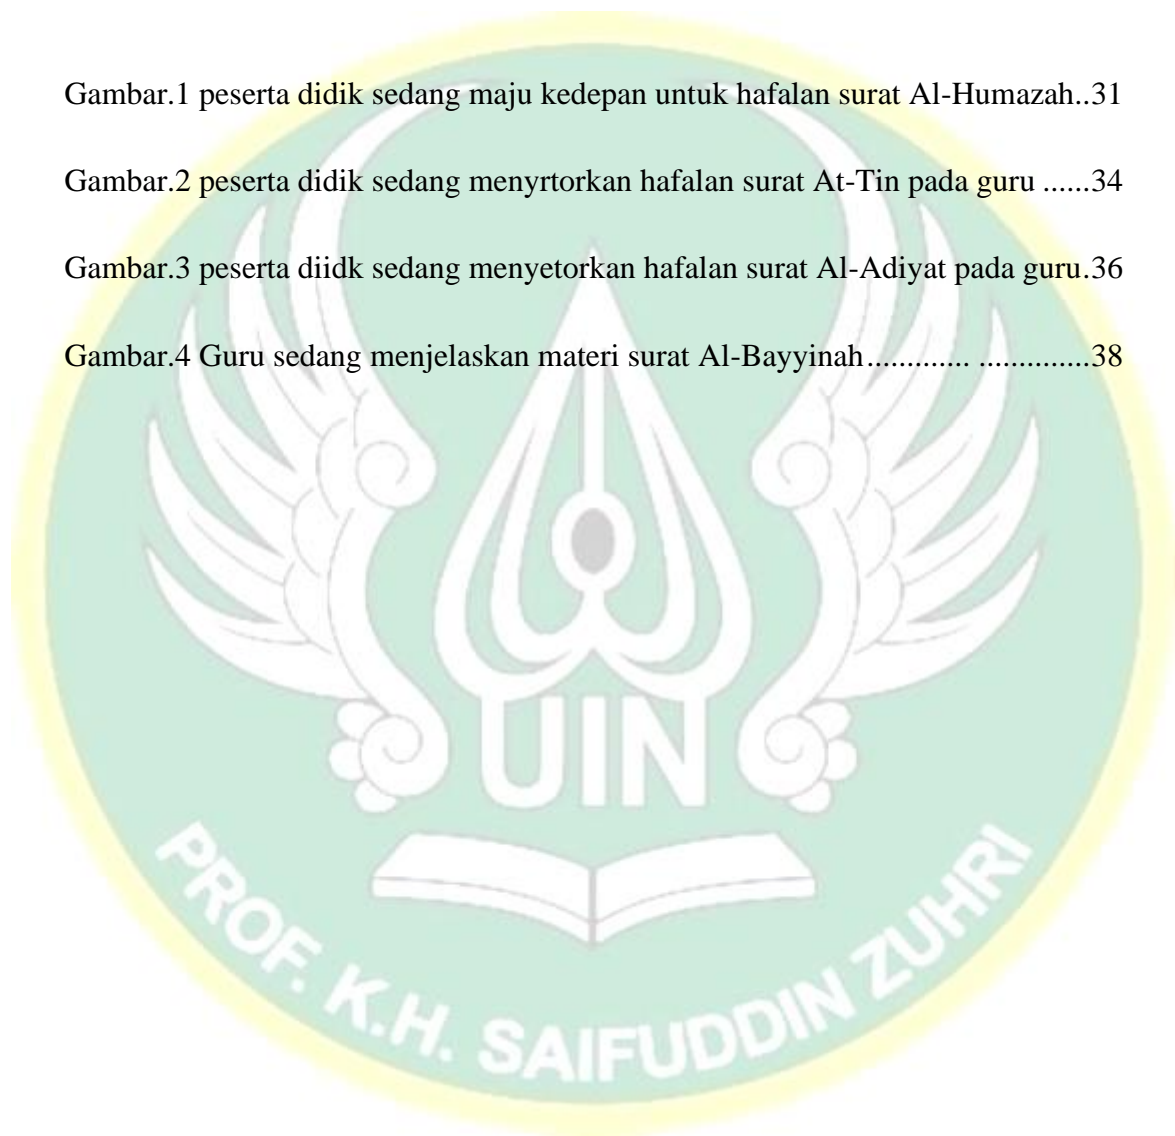 Gambar.1 peserta didik sedang maju kedepan untuk hafalan surat Al-Humazah..31
Gambar.2 peserta didik sedang menyrtorkan hafalan surat At-Tin pada guru ......34
Gambar.3 peserta diidk sedang menyetorkan hafalan surat Al-Adiyat pada guru.36
Gambar.4 Guru sedang menjelaskan materi surat Al-Bayyinah............. ..............38
UIN
PROF. K.H. SAIFUDDIN ZUHRI